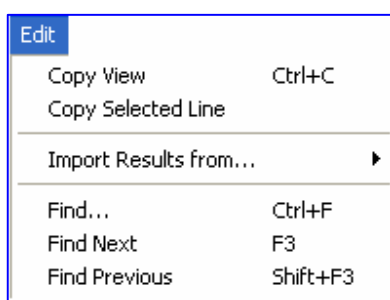 Edit
Copy View Ctrl+C
Copy Selected Line
Import Results from...
Find... Ctrl+F
Find Next F3
Find Previous Shift+F3